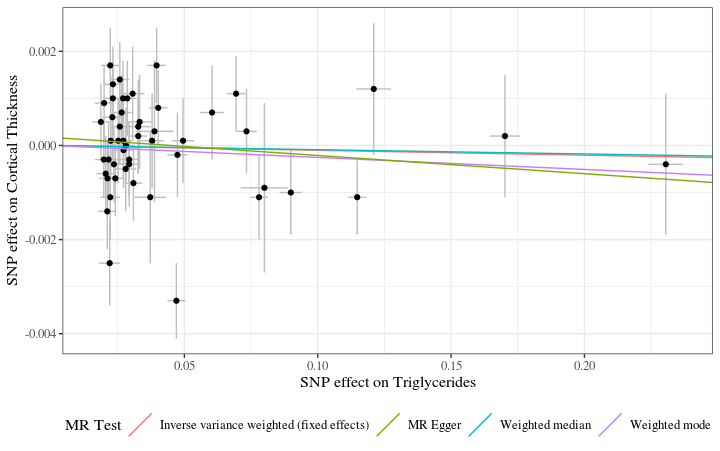 SNP effect on Cortical Thickness
0.002
0.000
-0.002
-0.004
0.05 0.10 0.15 0.20
SNP effect on Triglycerides
MR Test Inverse variance weighted (fixed effects) MR Egger Weighted median Weighted mode